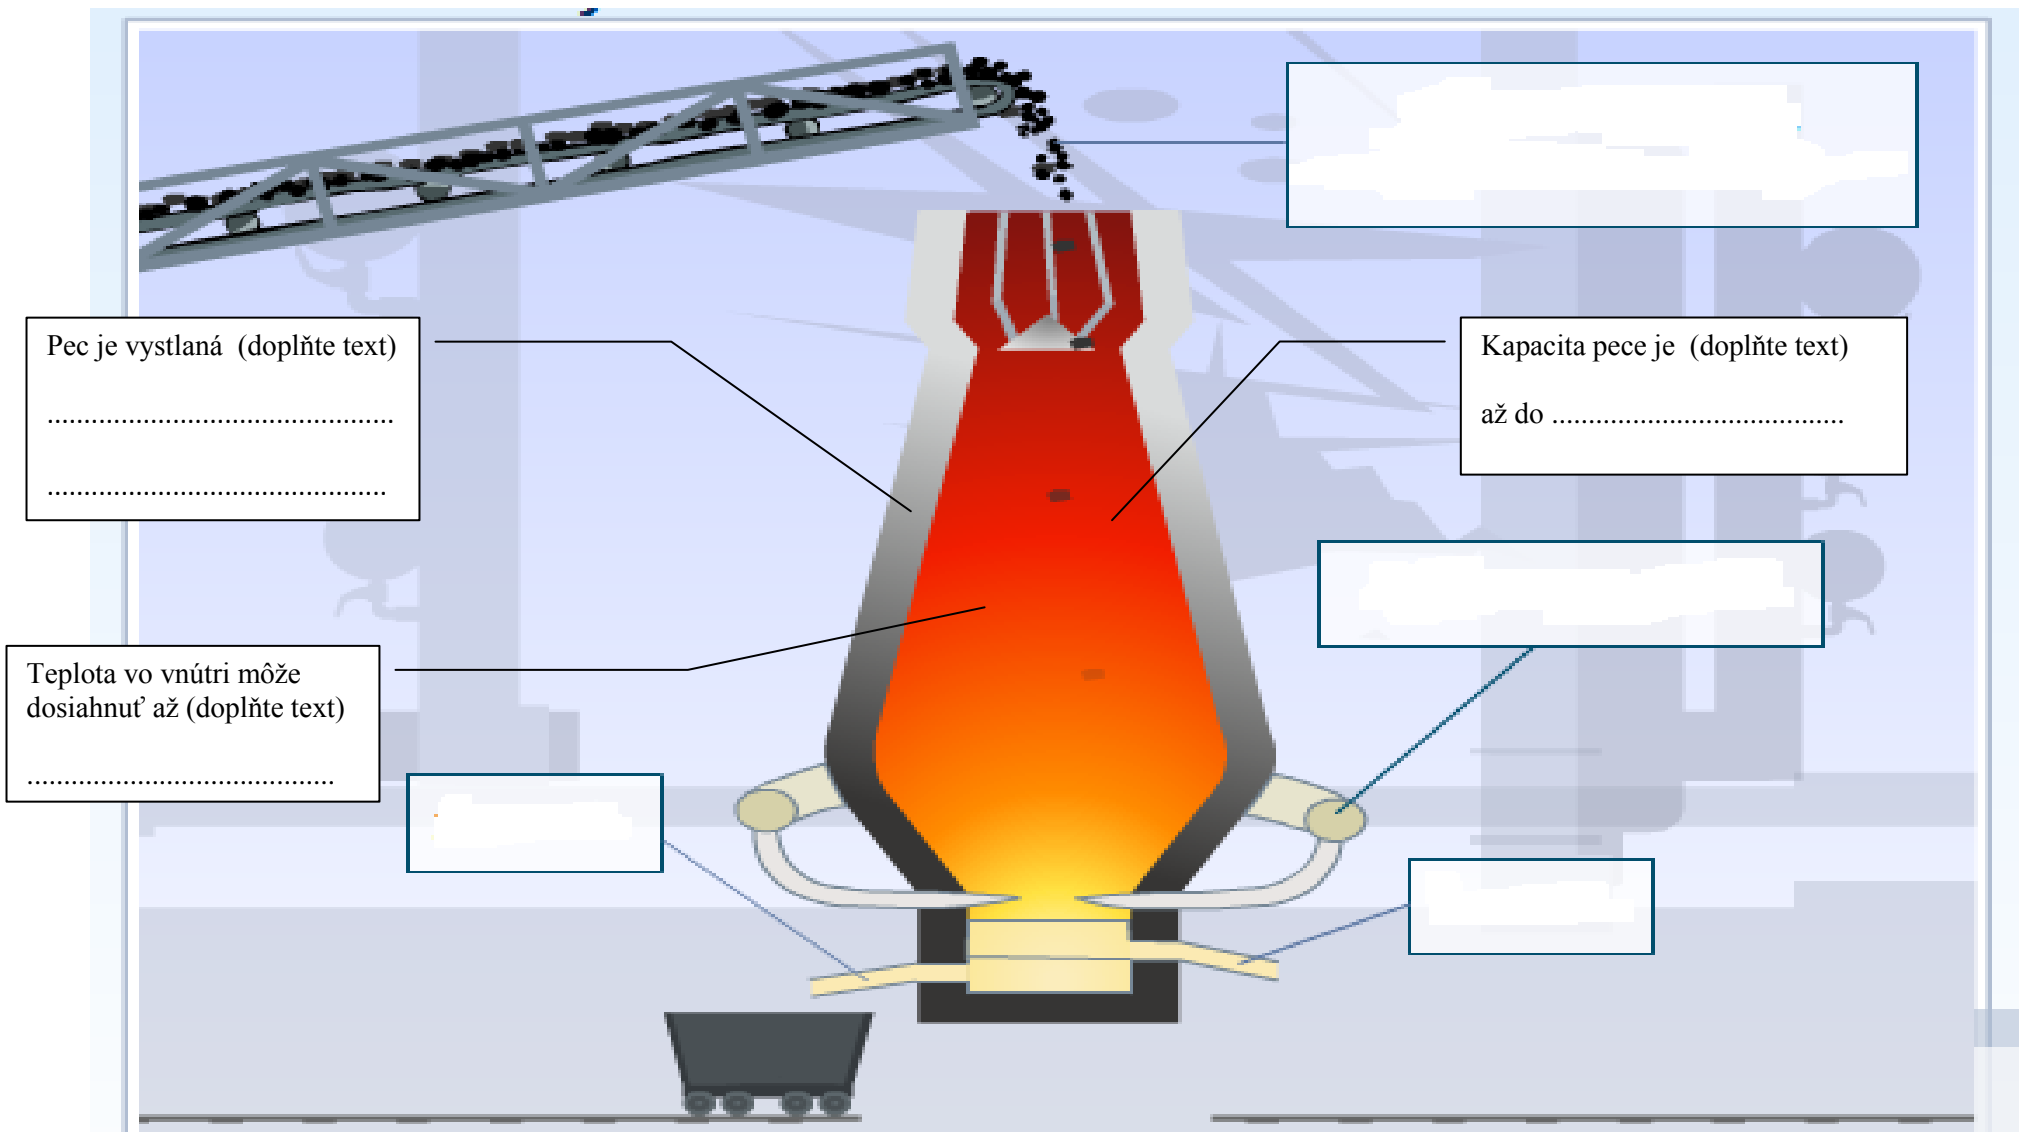 Pec je vystlaná  (doplňte text)
...............................................
..............................................
Kapacita pece je  (doplňte text)
až do ........................................
Teplota vo vnútri môže
dosiahnuť až (doplňte text)
..........................................